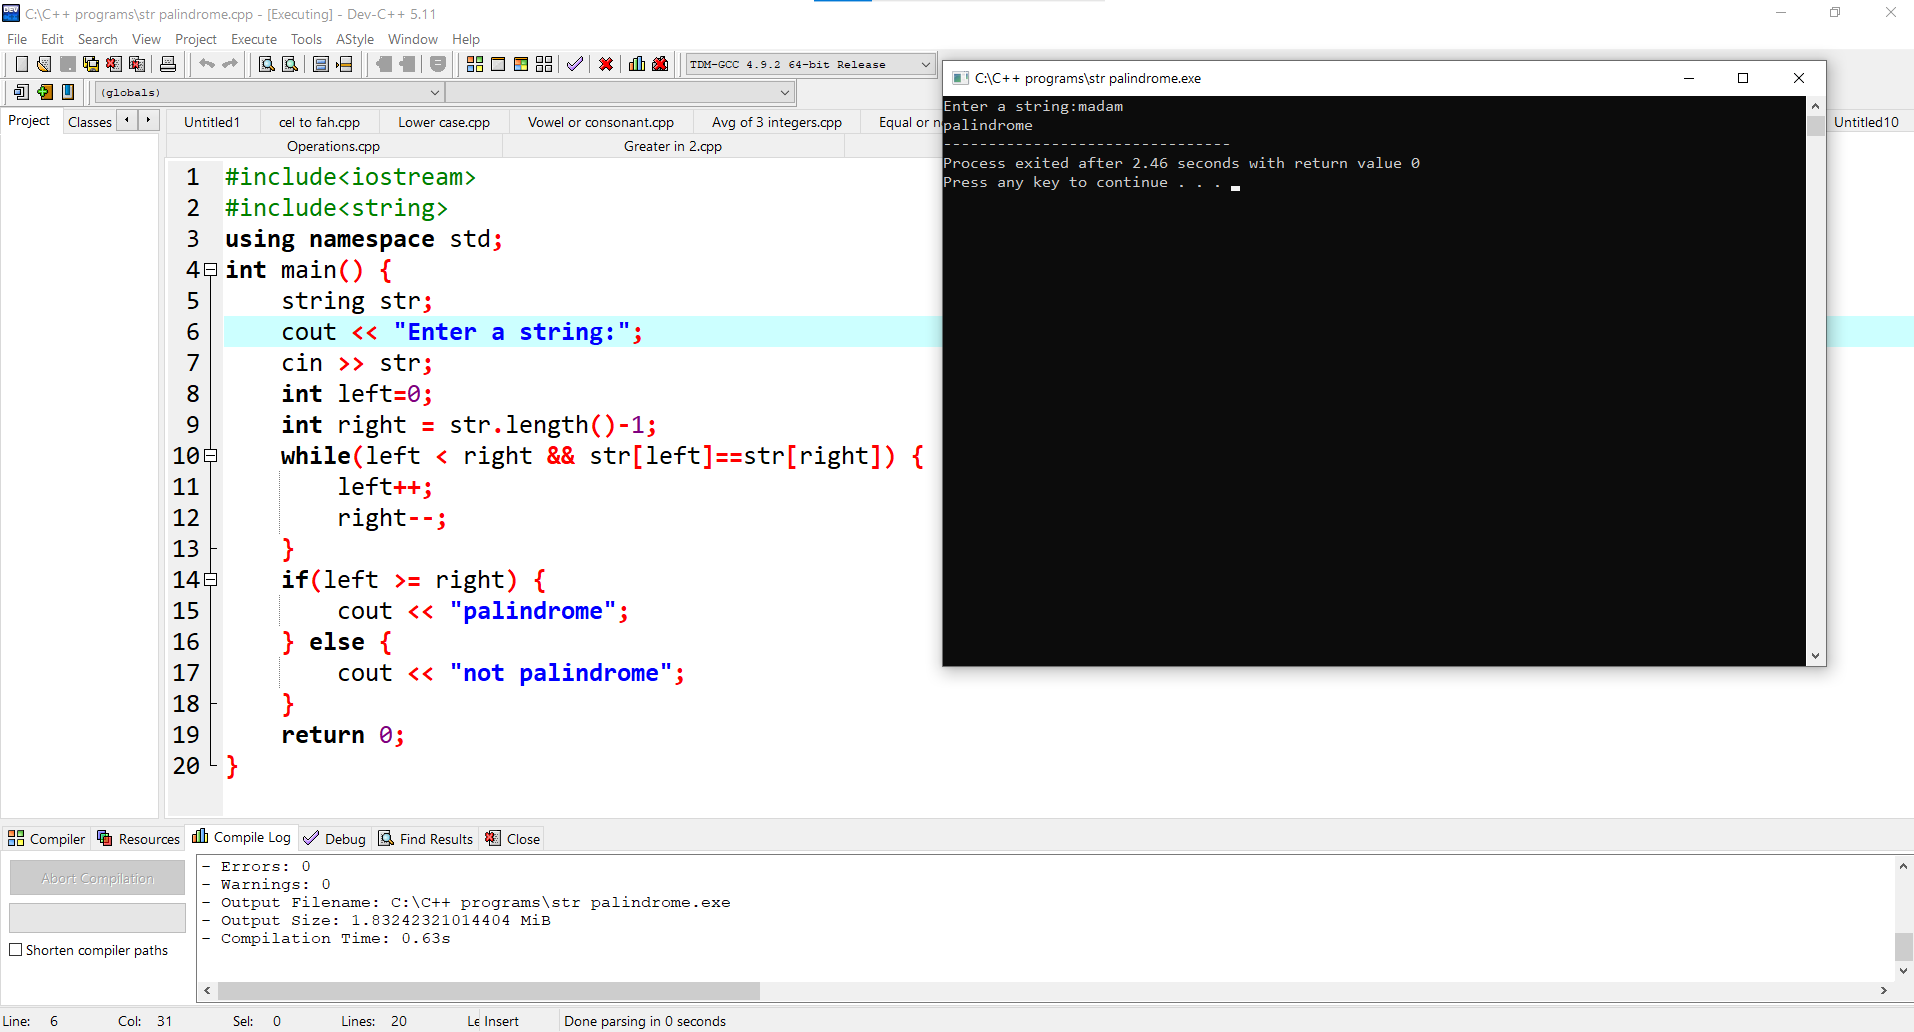 C:\C++ programs\str palindrome.cpp - [Executing] - Dev-C++ 5.11
File Edit Search View Project Execute Tools AStyle Window Help
TDM-GCC 4.9.2 64-bit Release
(globals)
Project Classes
Untitled1 cel to fah.cpp Lower case.cpp Vowel or consonant.cpp Avg of 3 integers.cpp Equal or Untitled10
Operations.cpp Greater in 2.cpp
1 #include<iostream>
2 #include<string>
3 using namespace std;
4 int main() {
5 string str;
6 cout << "Enter a string:";
7 cin >> str;
8 int left=0;
9 int right = str.length()-1;
10 while(left < right && str[left]==str[right]) {
11 left++;
12 right--;
13 }
14 if(left >= right) {
15 cout << "palindrome";
16 } else {
17 cout << "not palindrome";
18 }
19 return 0;
20 }
C:\C++ programs\str palindrome.exe
Enter a string:madam
palindrome
--------------------------------
Process exited after 2.46 seconds with return value 0
Press any key to continue . . .
Compiler Resources Compile Log Debug Find Results Close
Abort Compilation
Shorten compiler paths
- Errors: 0
- Warnings: 0
- Output Filename: C:\C++ programs\str palindrome.exe
- Output Size: 1.83242321014404 MiB
- Compilation Time: 0.63s
Line: 6 Col: 31 Sel: 0 Lines: 20 Insert Done parsing in 0 seconds